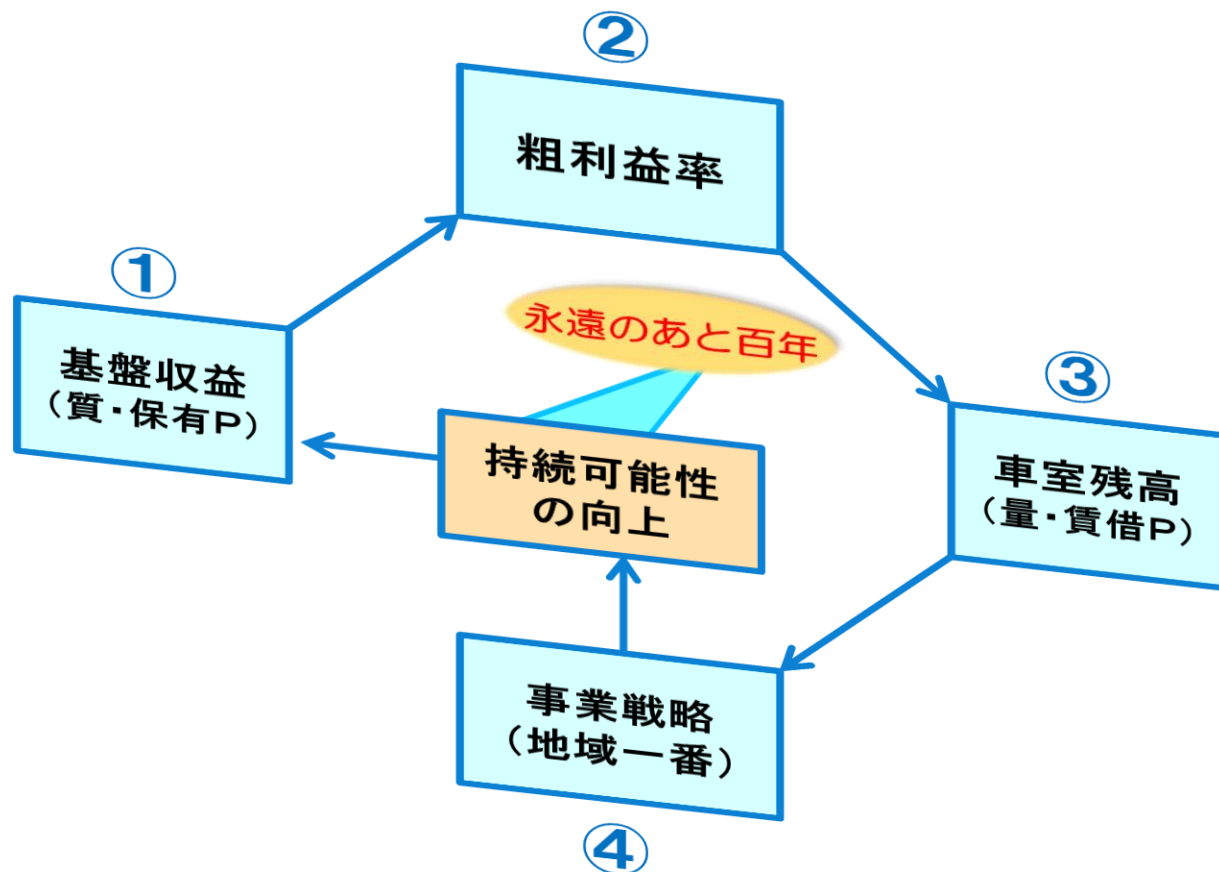 ②
粗利益率
①
基盤収益
（質・保有P）
永遠のあと百年
③
車室残高
（量・賃借P）
持続可能性
の向上
事業戦略
（地域一番）
④